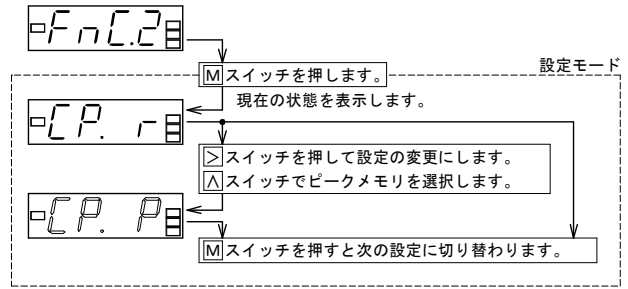 FnC.2
設定モード
Mスイッチを押します。
現在の状態を表示します。
CP. r
>スイッチを押して設定の変更にします。
∧スイッチでピークメモリを選択します。
CP. P
Mスイッチを押すと次の設定に切り替わります。